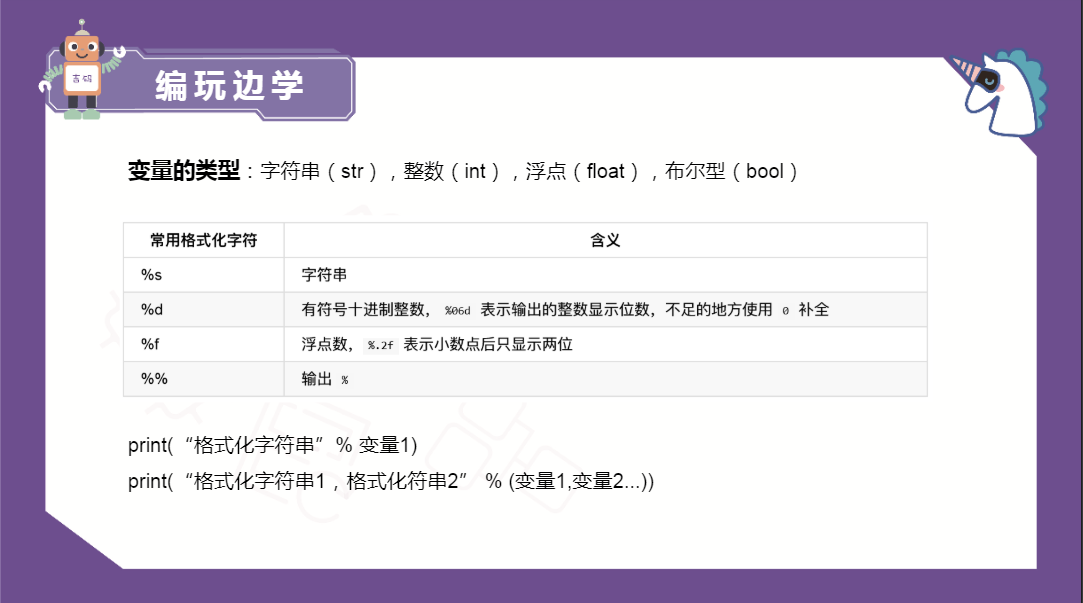 吉码
编玩边学
变量的类型：字符串（str），整数（int），浮点（float），布尔型（bool）
常用格式化字符 含义
%s 字符串
%d 有符号十进制整数， %06d 表示输出的整数显示位数，不足的地方使用 0 补全
%f 浮点数， %.2f 表示小数点后只显示两位
%% 输出 %
print(“格式化字符串” % 变量1)
print(“格式化字符串1，格式化符串2” % (变量1,变量2...))